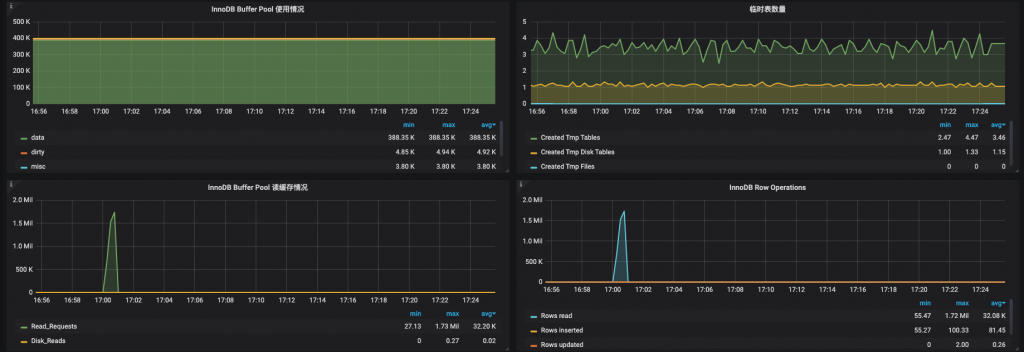 InnoDB Buffer Pool 使用情况
500 K
400 K
300 K
200 K
100 K
0
16:56 16:58 17:00 17:02 17:04 17:06 17:08 17:10 17:12 17:14 17:16 17:18 17:20 17:22 17:24
min max avg
data 388.35 K 388.35 K 388.35 K
dirty 4.85 K 4.94 K 4.92 K
misc 3.80 K 3.80 K 3.80 K
临时表数量
5
4
3
2
1
0
16:56 16:58 17:00 17:02 17:04 17:06 17:08 17:10 17:12 17:14 17:16 17:18 17:20 17:22 17:24
min max avg
Created Tmp Tables 2.47 4.47 3.46
Created Tmp Disk Tables 1.00 1.33 1.15
Created Tmp Files 0 0 0
InnoDB Buffer Pool 读缓存情况
2.0 Mil
1.5 Mil
1.0 Mil
500 K
0
16:56 16:58 17:00 17:02 17:04 17:06 17:08 17:10 17:12 17:14 17:16 17:18 17:20 17:22 17:24
min max avg
Read_Requests 27.13 1.73 Mil 32.20 K
Disk_Reads 0 0.27 0.02
InnoDB Row Operations
2.0 Mil
1.5 Mil
1.0 Mil
500 K
0
16:56 16:58 17:00 17:02 17:04 17:06 17:08 17:10 17:12 17:14 17:16 17:18 17:20 17:22 17:24
min max avg
Rows read 55.47 1.72 Mil 32.08 K
Rows inserted 55.27 100.33 81.45
Rows updated 0 2.00 0.26